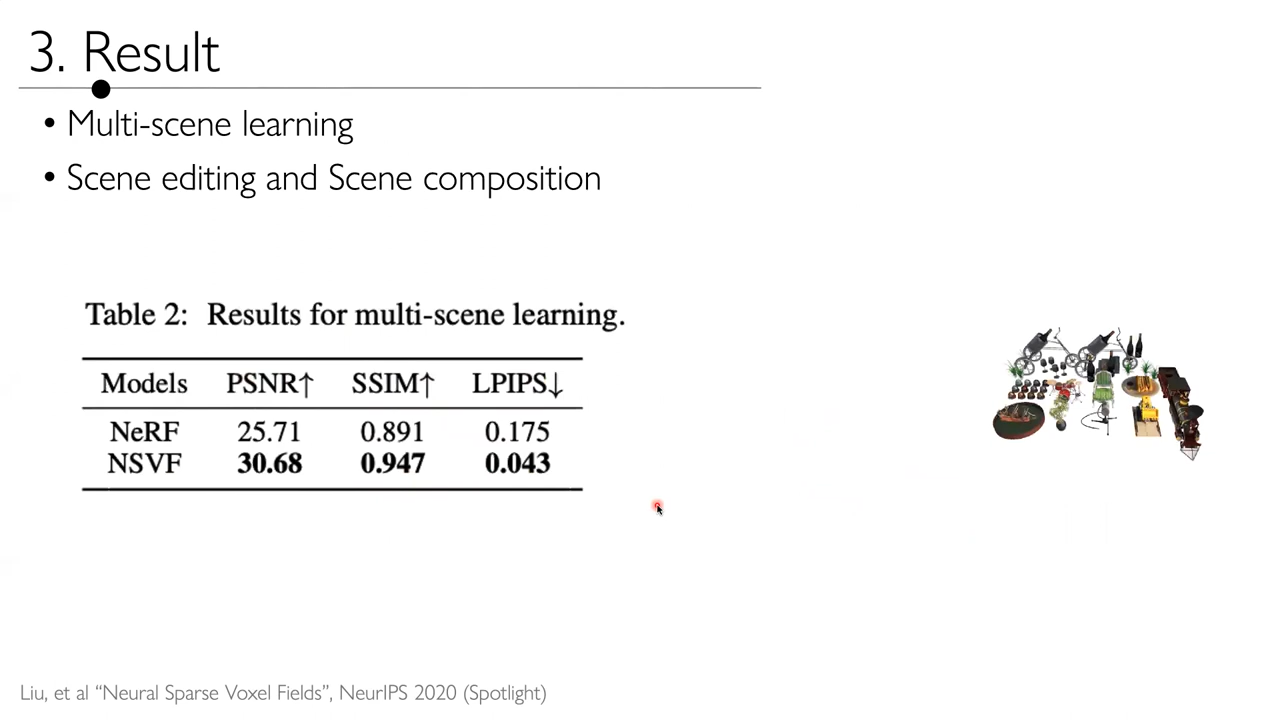 3. Result
• Multi-scene learning
• Scene editing and Scene composition
Table 2: Results for multi-scene learning.
Models PSNR↑ SSIM↑ LPIPS↓
NeRF 25.71 0.891 0.175
NSVF 30.68 0.947 0.043
Liu, et al “Neural Sparse Voxel Fields”, NeurIPS 2020 (Spotlight)